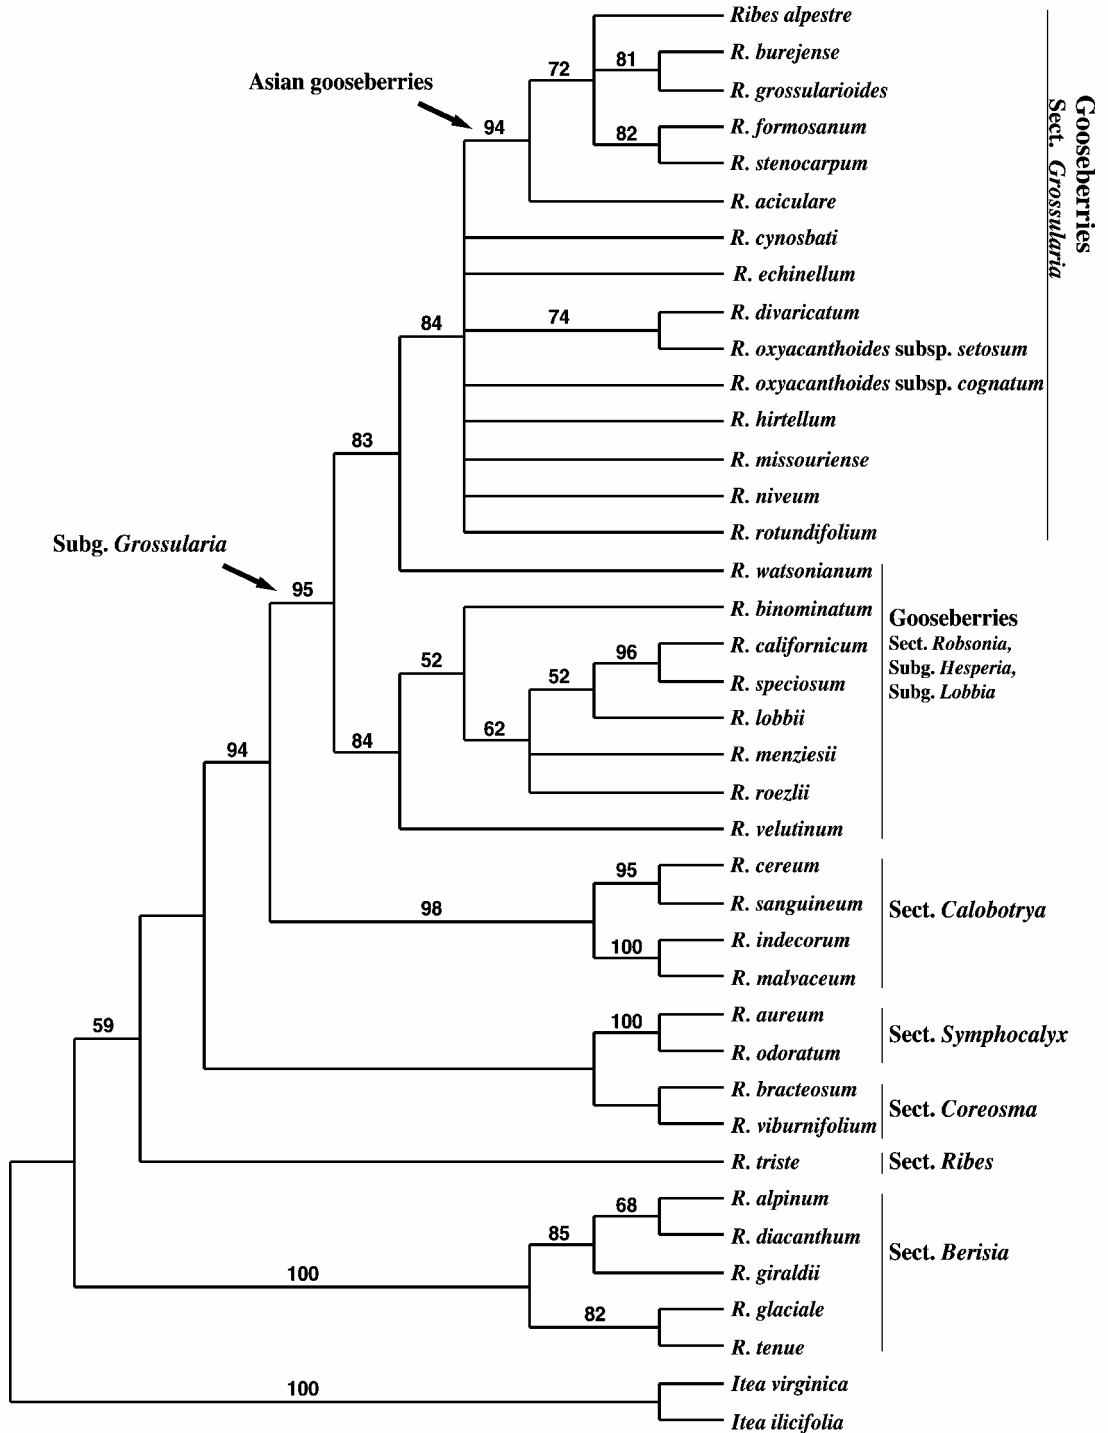 Ribes alpestre
81
R. burejense
72
Asian gooseberries
R. grossularioides
94
R. formosanum
82
R. stenocarpum
R. aciculare
R. cynosbati
R. echinellum
Gooseberries
Sect. Grossularia
R. divaricatum
74
84
R. oxyacanthoides subsp. setosum
R. oxyacanthoides subsp. cognatum
R. hirtellum
83
R. missouriense
R. niveum
R. rotundifolium
Subg. Grossularia
95
R. watsonianum
R. binominatum
Gooseberries
Sect. Robsonia,
Subg. Hesperia,
Subg. Lobbia
96
R. californicum
52
52
R. speciosum
R. lobbii
62
84
94
R. menziesii
R. roezlii
R. velutinum
95
R. cereum
98
R. sanguineum
Sect. Calobotrya
100
R. indecorum
R. malvaceum
100
R. aureum
59
R. odoratum
Sect. Symphocalyx
R. bracteosum
R. viburnifolium
Sect. Coreosma
R. triste
Sect. Ribes
68
R. alpinum
85
R. diacanthum
Sect. Berisia
100
R. giraldii
82
R. glaciale
R. tenue
100
Itea virginica
Itea ilicifolia